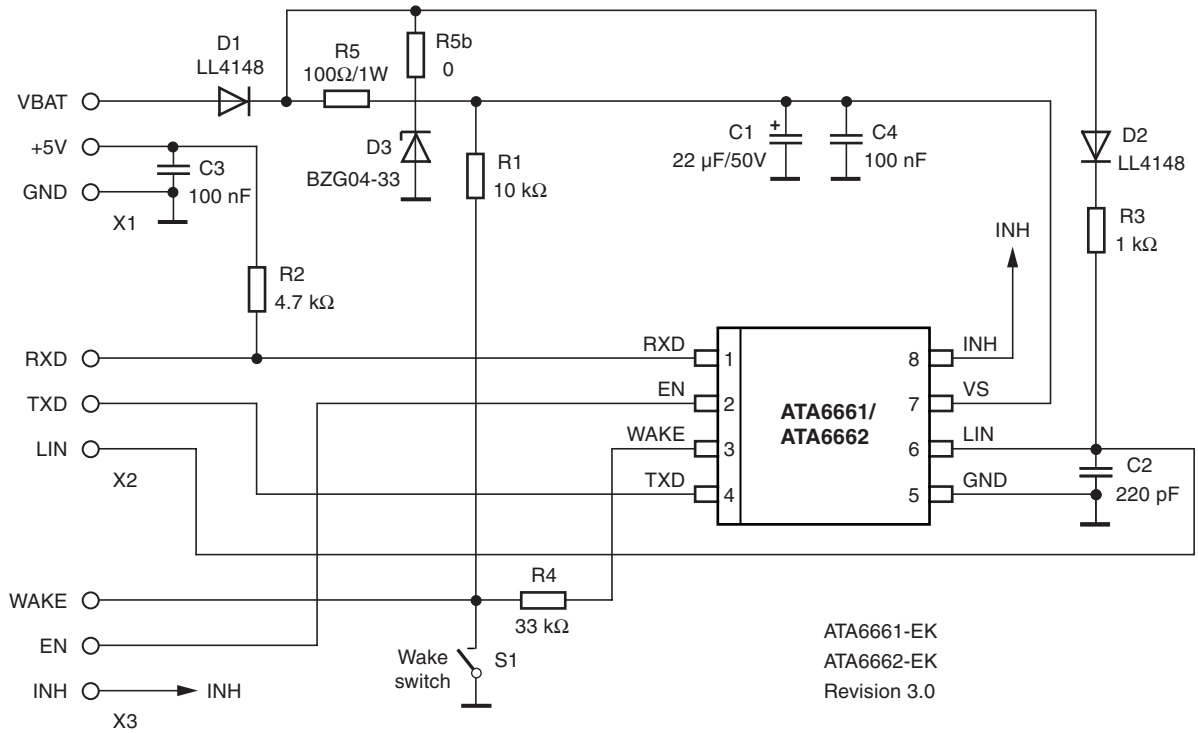 D1
LL4148
R5
100Ω/1W
R5b
0
VBAT
+5V
GND
X1
C3
100 nF
D3
BZG04-33
R1
10 kΩ
C1
+
22 µF/50V
C4
100 nF
D2
LL4148
R3
1 kΩ
INH
R2
4.7 kΩ
RXD
TXD
LIN
X2
RXD
EN
WAKE
TXD
1
2
3
4
ATA6661/
ATA6662
8
7
6
5
INH
VS
LIN
GND
C2
220 pF
WAKE
EN
INH
INH
X3
R4
33 kΩ
Wake
switch
S1
ATA6661-EK
ATA6662-EK
Revision 3.0